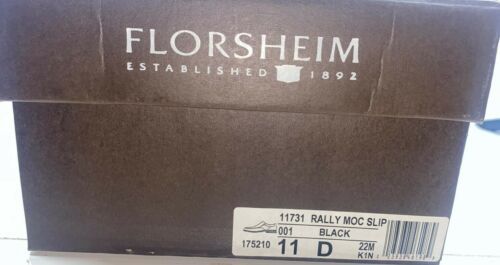 FLORSHEIM
ESTABLISHED 1892
11731 RALLY MOC SLIP
001 BLACK
175210 11 D 22M
K1N